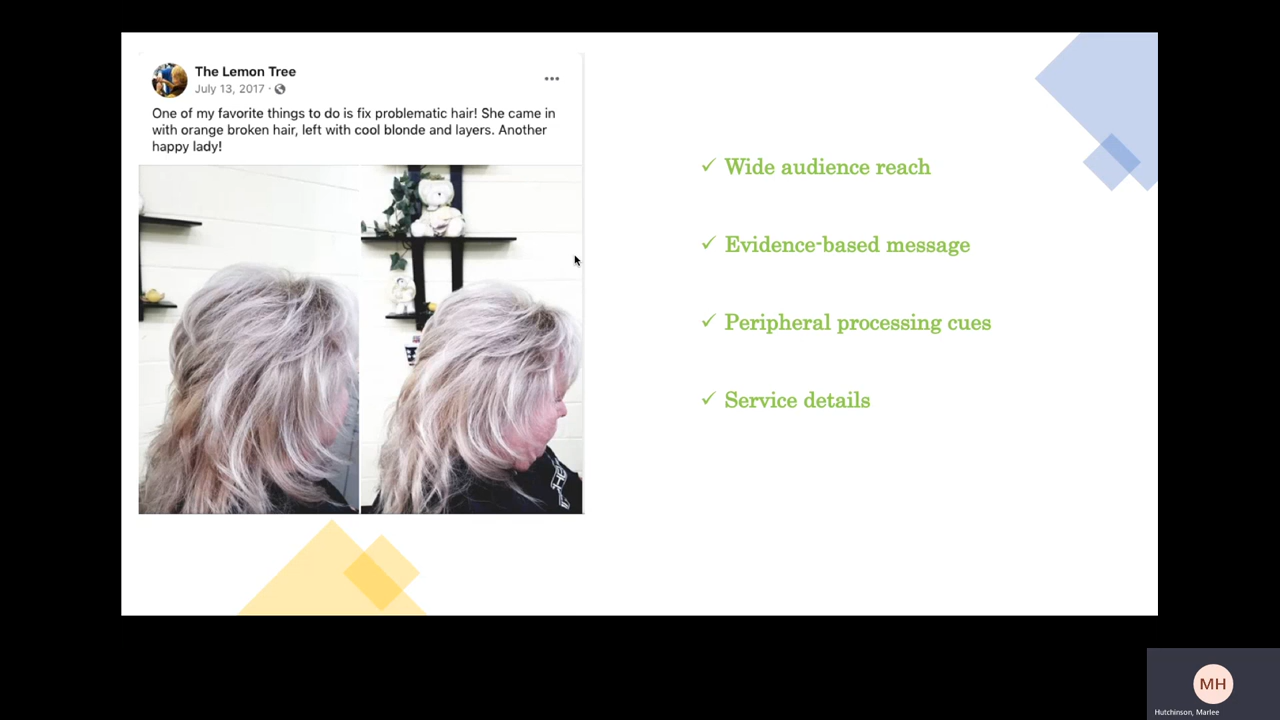 The Lemon Tree
July 13, 2017 ·
One of my favorite things to do is fix problematic hair! She came in
with orange broken hair, left with cool blonde and layers. Another
happy lady!
✓ Wide audience reach
✓ Evidence-based message
✓ Peripheral processing cues
✓ Service details
MH
Hutchinson, Marlee